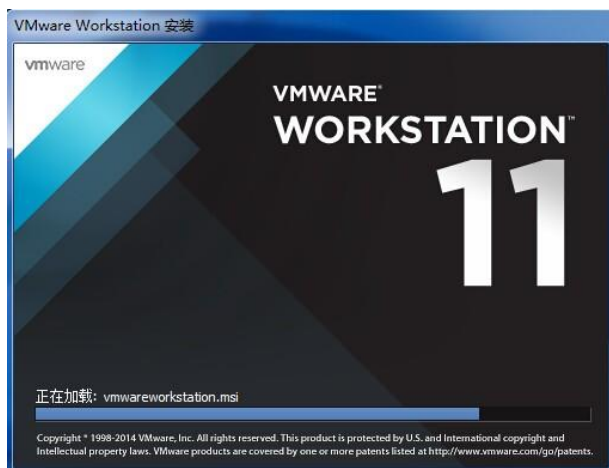 VMware Workstation 安装
vmware
VMWARE®
WORKSTATION™
11
正在加载: vmwareworkstation.msi
Copyright © 1998-2014 VMware, Inc. All rights reserved. This product is protected by U.S. and International copyright and
Intellectual property laws. VMware products are covered by one or more patents listed at http://www.vmware.com/go/patents.